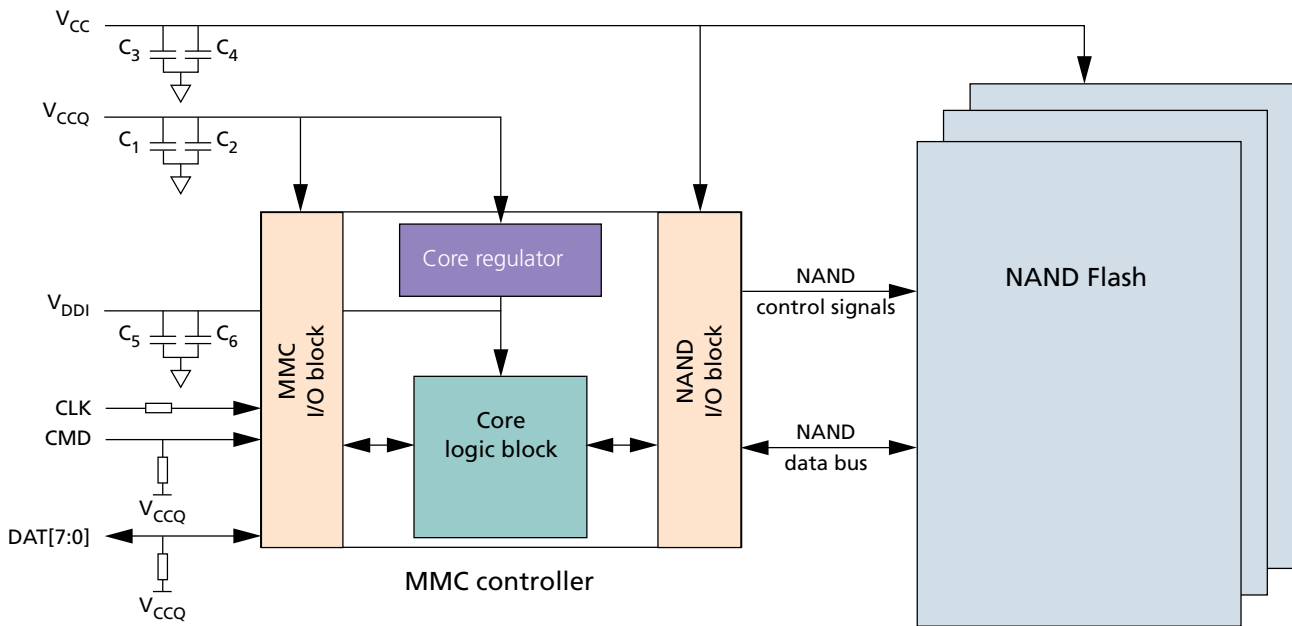 VCC
C3 C4
VCCQ
C1 C2
Core regulator
VDDI
C5 C6
MMC
I/O block
NAND
I/O block
NAND
control signals
NAND Flash
CLK
CMD
Core
logic block
NAND
data bus
VCCQ
DAT[7:0]
VCCQ
MMC controller